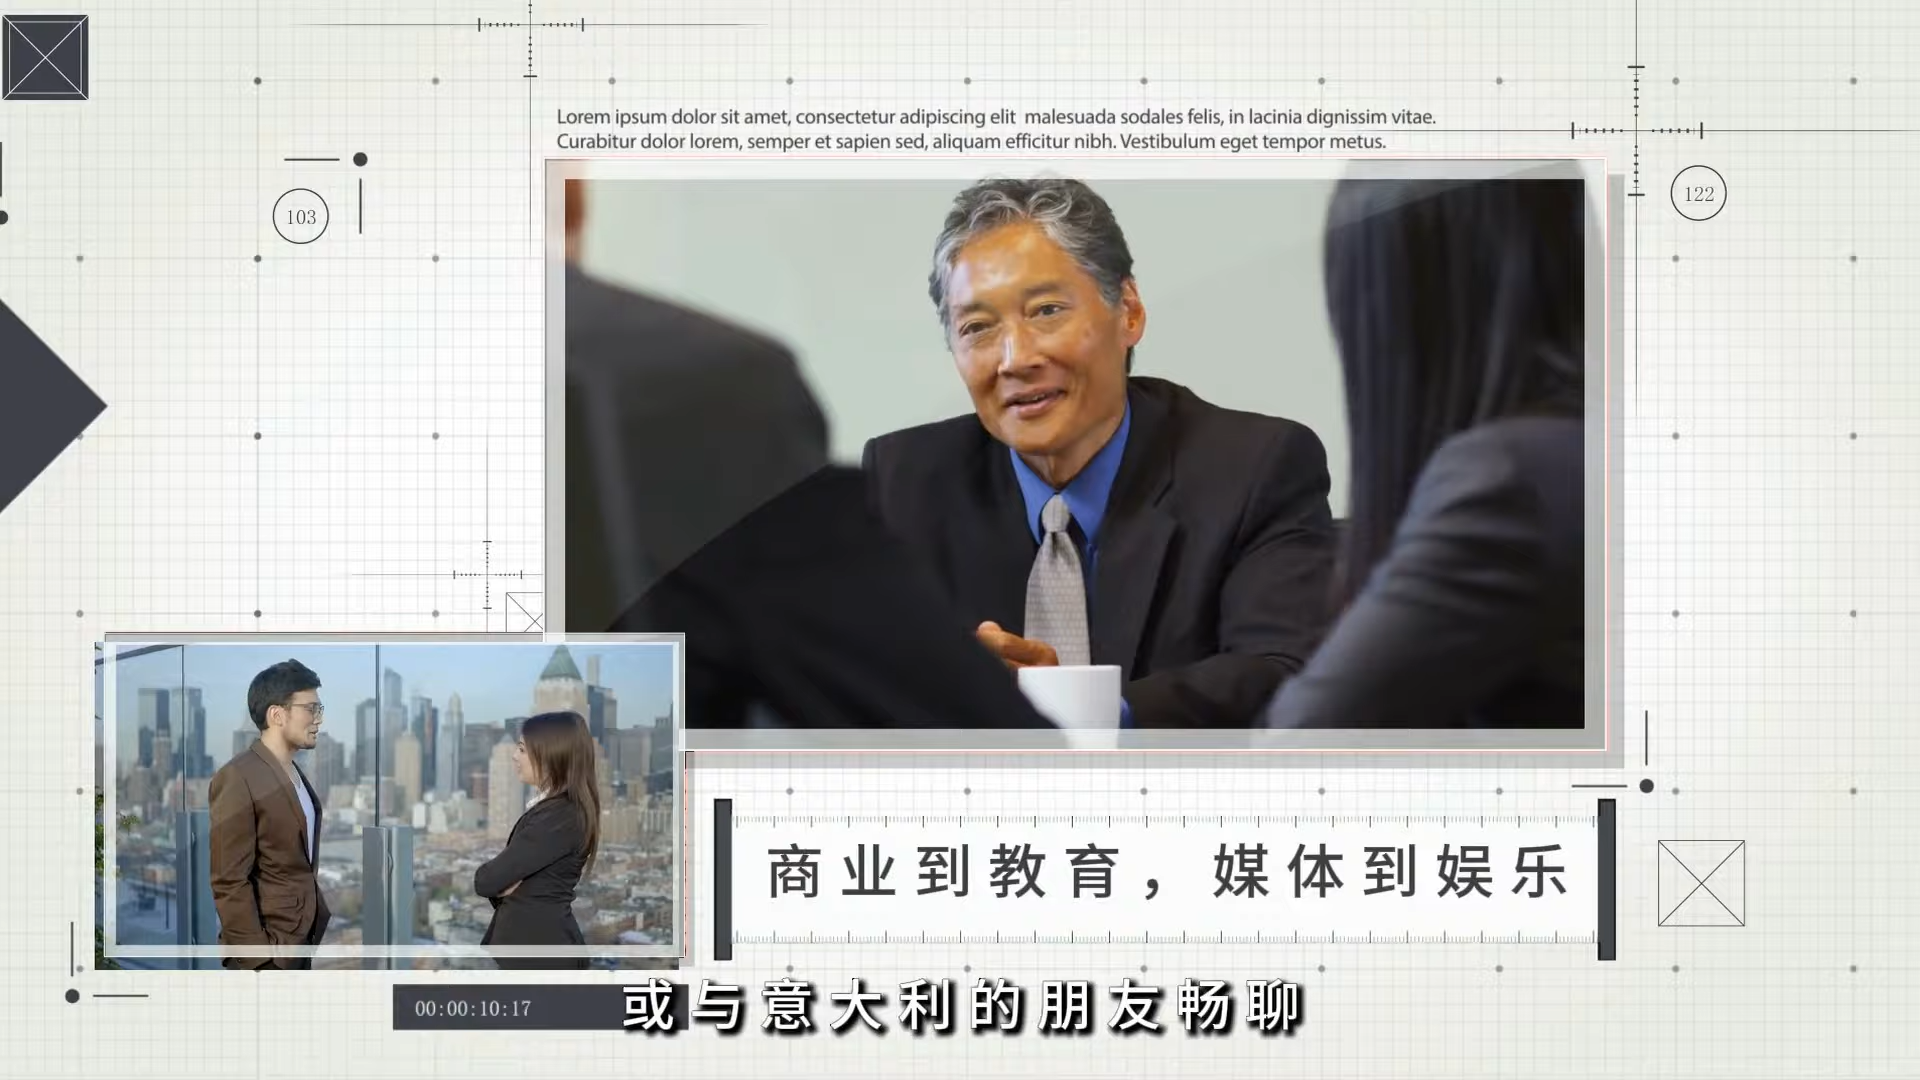 Lorem ipsum dolor sit amet, consectetur adipiscing elit  malesuada sodales felis, in lacinia dignissim vitae.
Curabitur dolor lorem, semper et sapien sed, aliquam efficitur nibh. Vestibulum eget tempor metus.
103
122
商业到教育，媒体到娱乐
00:00:10:17
或与意大利的朋友畅聊